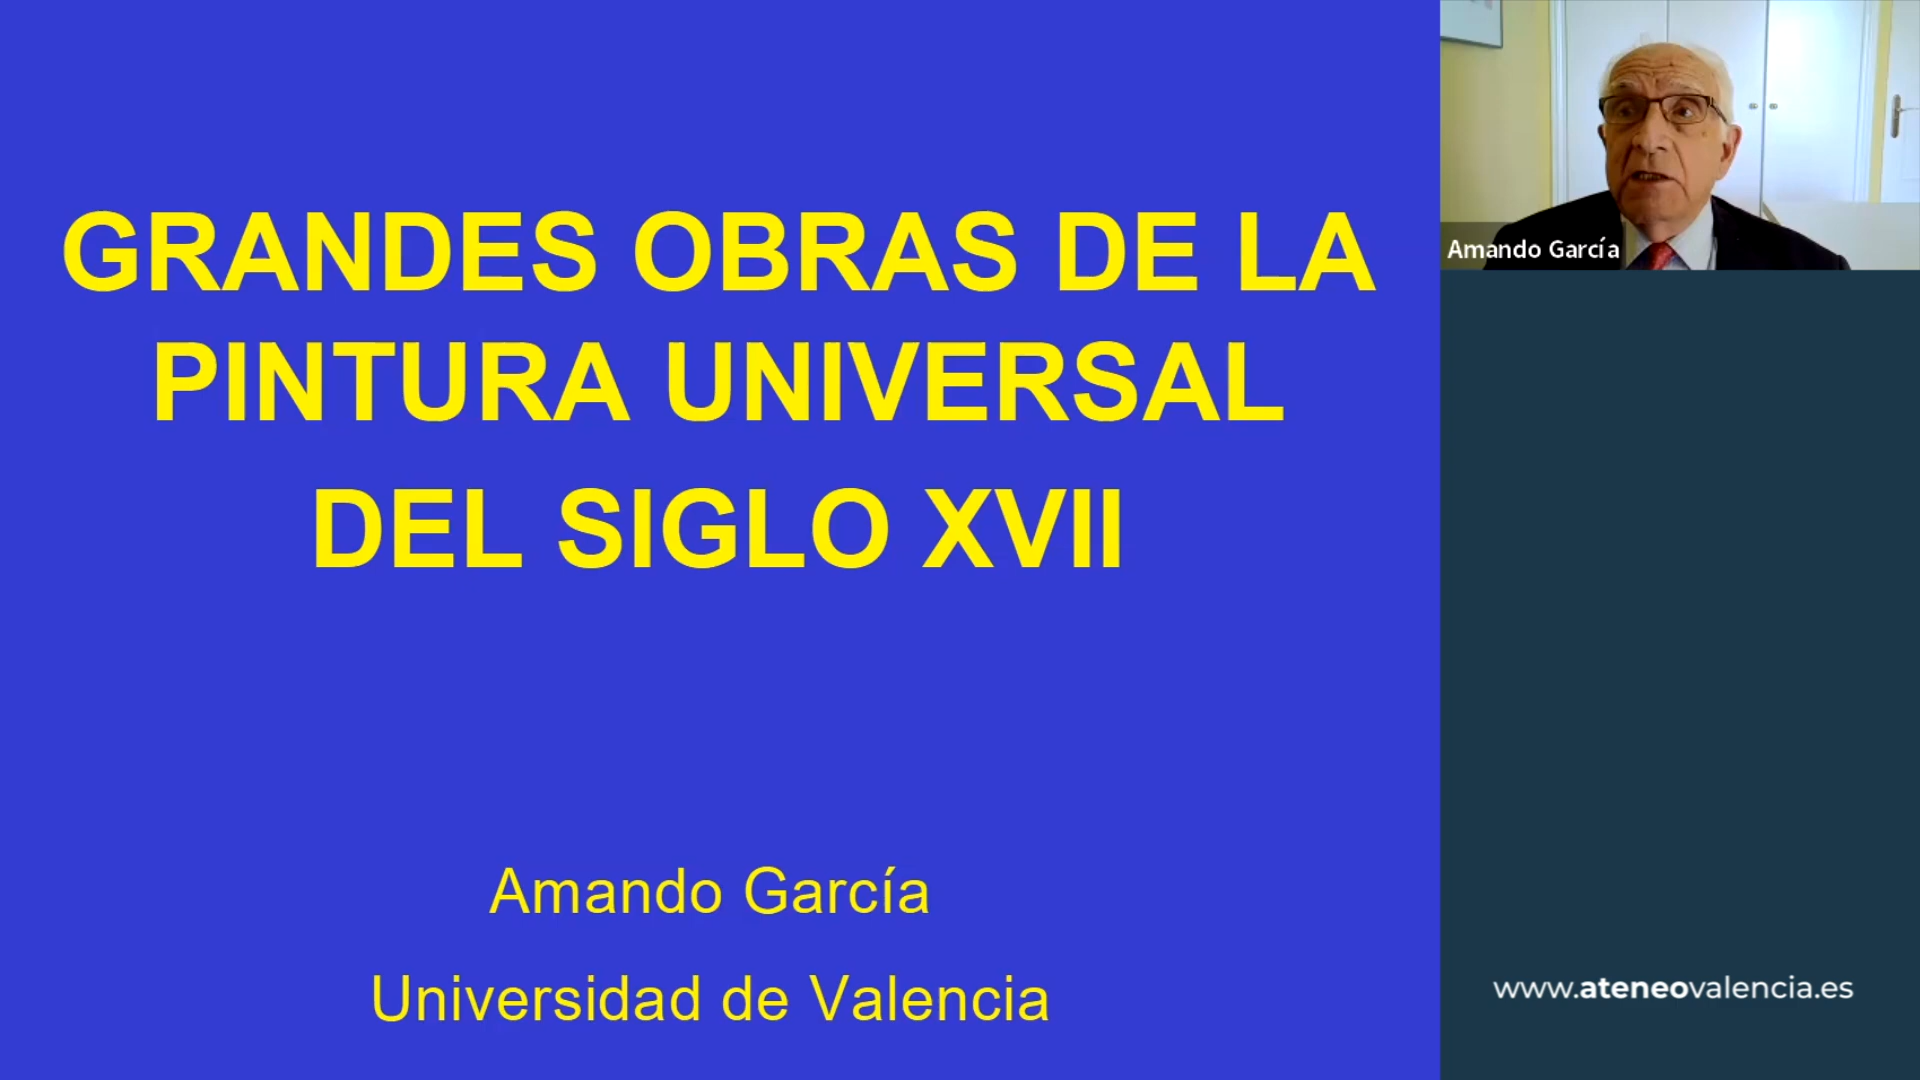 GRANDES OBRAS DE LA
PINTURA UNIVERSAL
DEL SIGLO XVII
Amando García
Universidad de Valencia
Amando García
www.ateneovalencia.es